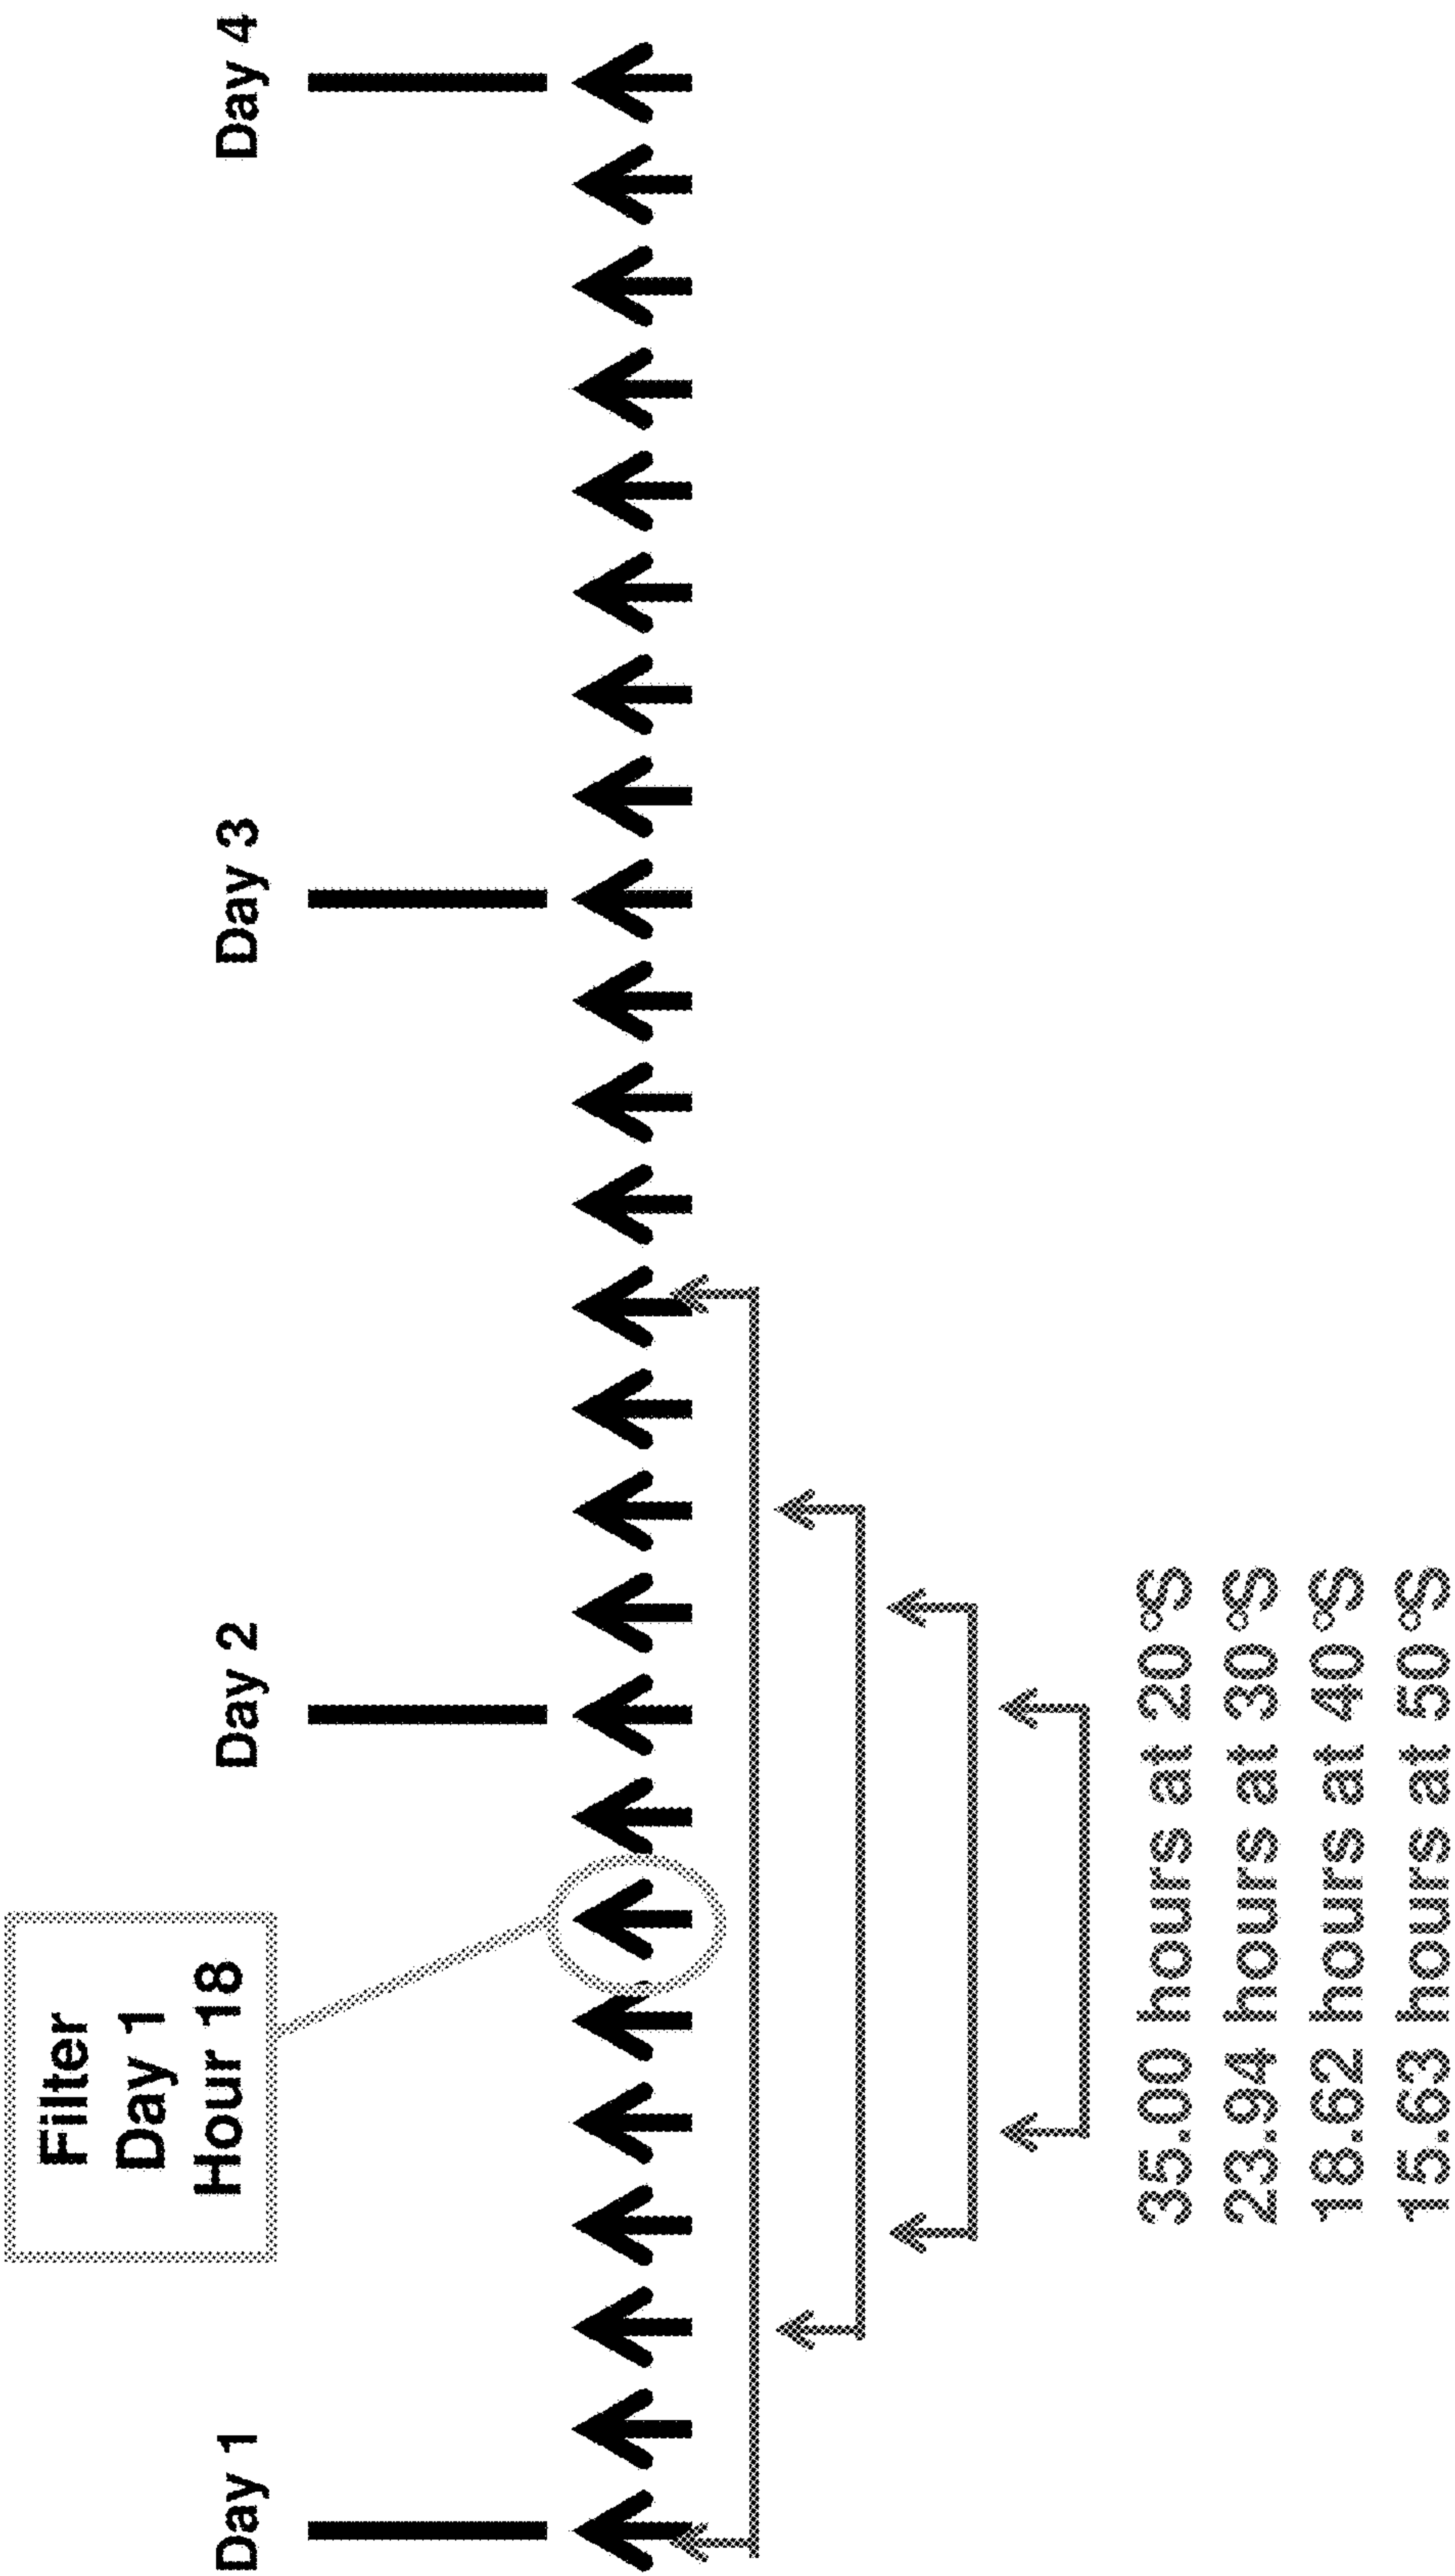 Filter
Day 1
Hour 18
Day 1
Day 2
Day 3
Day 4
35.00 hours at 20°S
23.94 hours at 30°S
18.62 hours at 40°S
15.63 hours at 50°S